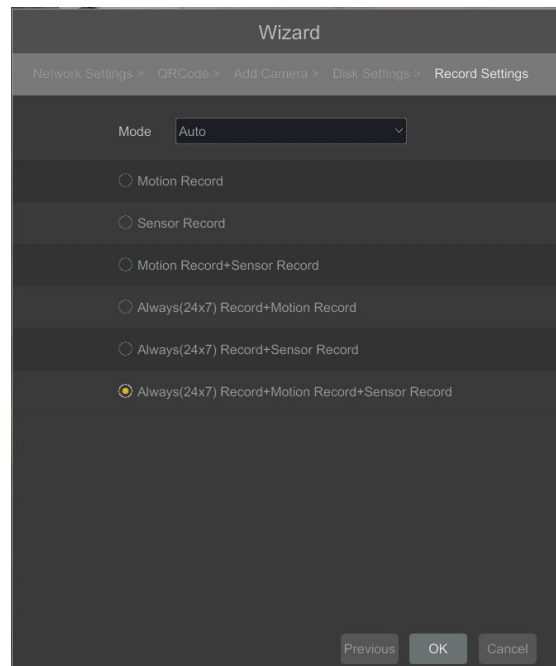 Wizard
Network Settings > QRCode > Add Camera > Disk Settings > Record Settings
Mode Auto
Motion Record
Sensor Record
Motion Record+Sensor Record
Always(24x7) Record+Motion Record
Always(24x7) Record+Sensor Record
Always(24x7) Record+Motion Record+Sensor Record
Previous OK Cancel